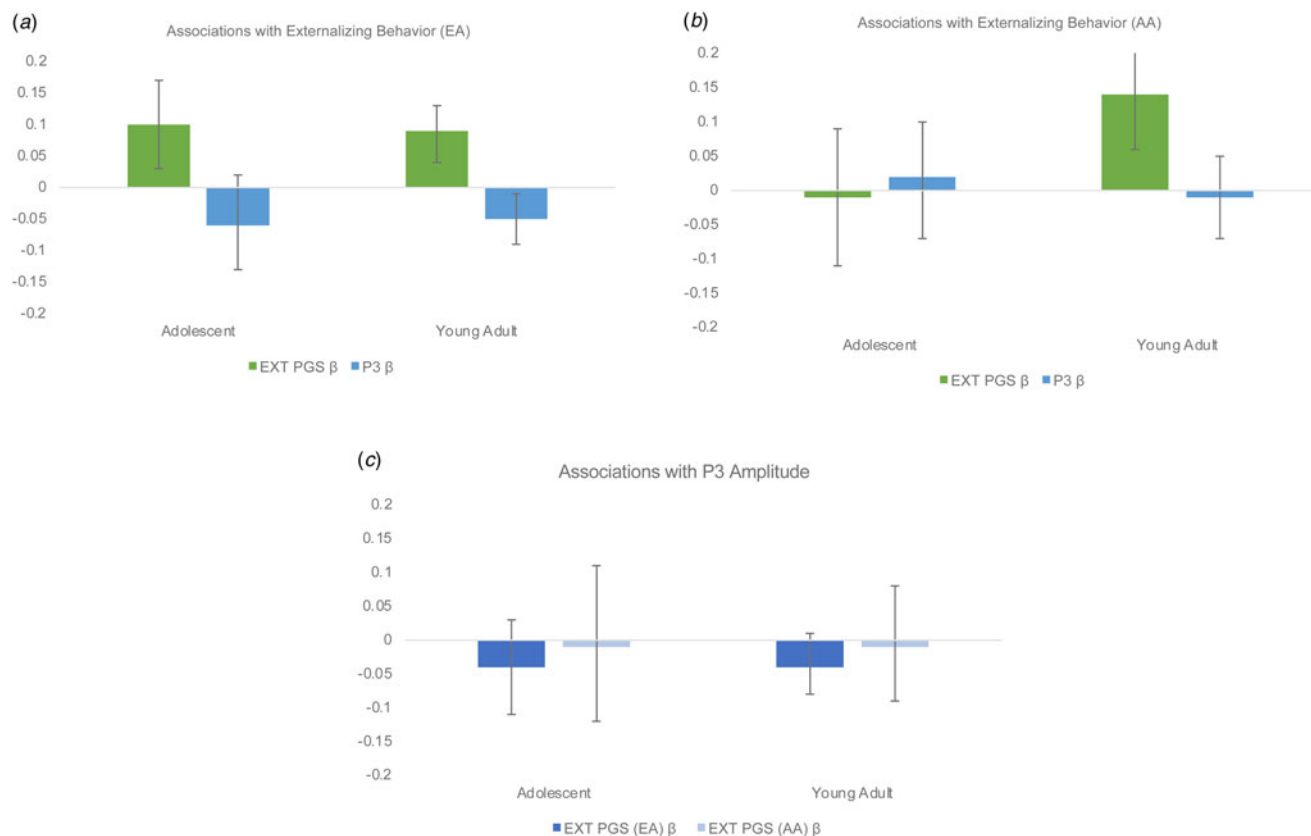 (a)
Associations with Externalizing Behavior (EA)
0.2
0.15
0.1
0.05
0
-0.05
-0.1
-0.15
-0.2
Adolescent
Young Adult
EXT PGS β
P3 β
(b)
Associations with Externalizing Behavior (AA)
0.2
0.15
0.1
0.05
0
-0.05
-0.1
-0.15
-0.2
Adolescent
Young Adult
EXT PGS β
P3 β
(c)
Associations with P3 Amplitude
0.2
0.15
0.1
0.05
0
-0.05
-0.1
-0.15
-0.2
Adolescent
Young Adult
EXT PGS (EA) β
EXT PGS (AA) β